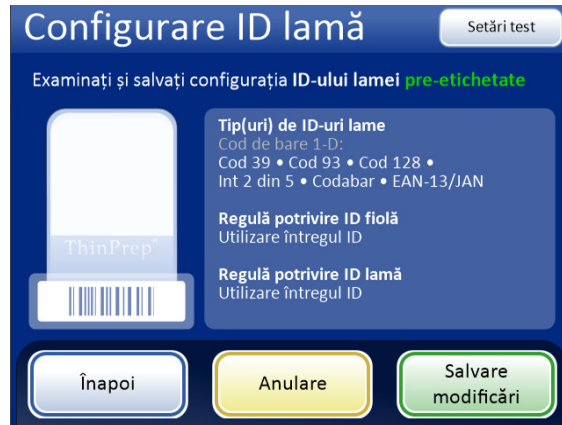 Configurare ID lamă
Setări test
Examinați și salvați configurația ID-ului lamei pre-etichetate
Tip(uri) de ID-uri lame
Cod de bare 1-D:
Cod 39 • Cod 93 • Cod 128 •
Int 2 din 5 • Codabar • EAN-13/JAN
Regulă potrivire ID fiolă
Utilizare întregul ID
ThinPrep®
Regulă potrivire ID lamă
Utilizare întregul ID
Înapoi
Anulare
Salvare
modificări